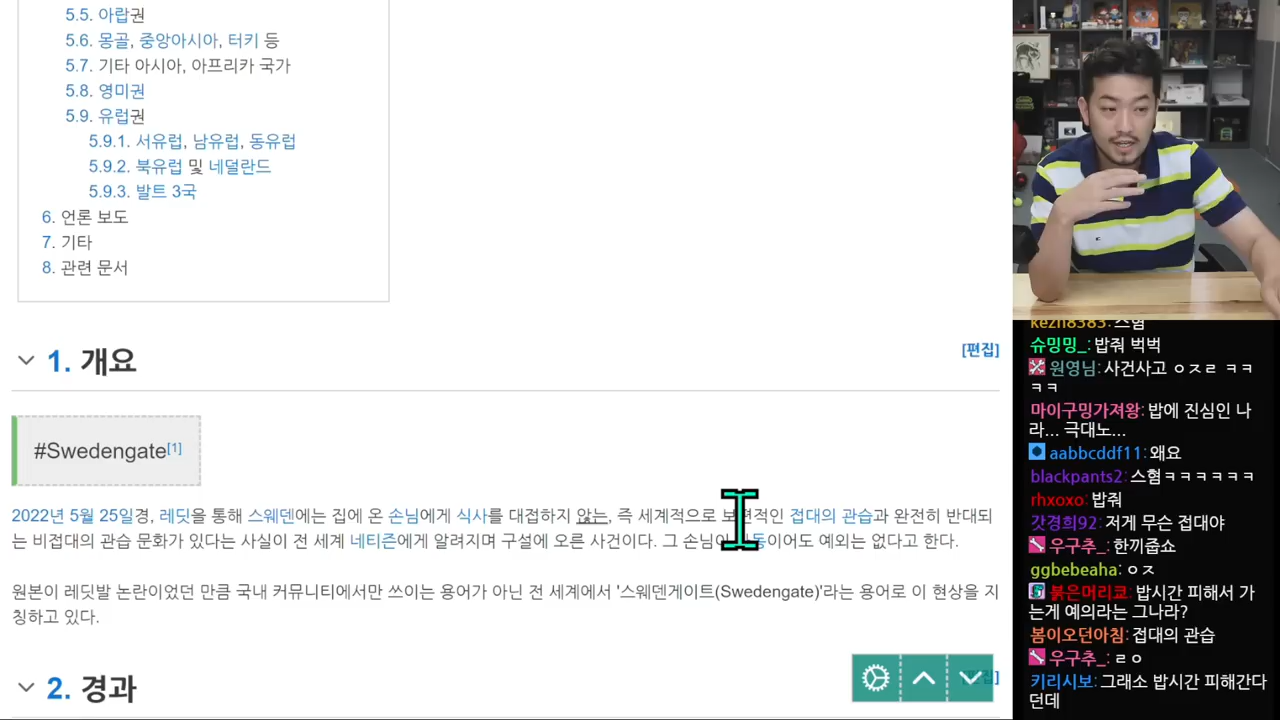 5.5. 아랍권
5.6. 몽골, 중앙아시아, 터키 등
5.7. 기타 아시아, 아프리카 국가
5.8. 영미권
5.9. 유럽권
5.9.1. 서유럽, 남유럽, 동유럽
5.9.2. 북유럽 및 네덜란드
5.9.3. 발트 3국
6. 언론 보도
7. 기타
8. 관련 문서
1. 개요
[편집]
#Swedengate[1]
2022년 5월 25일경, 레딧을 통해 스웨덴에는 집에 온 손님에게 식사를 대접하지 않는, 즉 세계적으로 보편적인 접대의 관습과 완전히 반대되
는 비접대의 관습 문화가 있다는 사실이 전 세계 네티즌에게 알려지며 구설에 오른 사건이다. 그 손님이 이어도 예외는 없다고 한다.
원본이 레딧발 논란이었던 만큼 국내 커뮤니티에서만 쓰이는 용어가 아닌 전 세계에서 '스웨덴게이트(Swedengate)'라는 용어로 이 현상을 지
칭하고 있다.
2. 경과
kezh8383: 스혐
슈밍밍_: 밥줘 벅벅
원영님: 사건사고 ㅇㅈㄹ ㅋㅋ
ㅋㅋ
마이구밍가져왕: 밥에 진심인 나
라... 극대노...
aabbcddf11: 왜요
blackpants2: 스혐ㅋㅋㅋㅋㅋㅋ
rhxoxo: 밥줘
갓경희92: 저게 무슨 접대야
우구추_: 한끼줍쇼
ggbebeaha: ㅇㅈ
붉은머리쿄: 밥시간 피해서 가
는게 예의라는 그나라?
봄이오던아침: 접대의 관습
우구추_: ㄹㅇ
키리시보: 그래소 밥시간 피해간다
던데